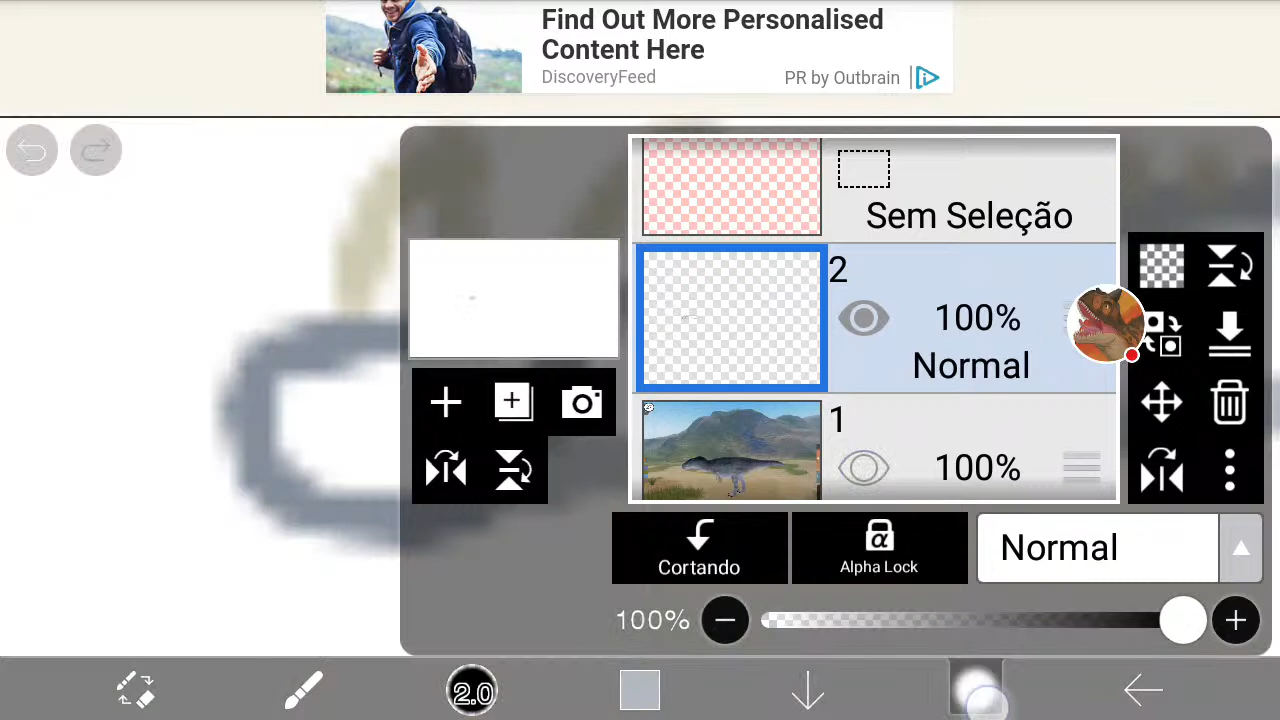 Find Out More Personalised
Content Here
DiscoveryFeed
PR by Outbrain
Sem Seleção
2
100%
Normal
1
100%
Cortando
Alpha Lock
Normal
100%
2.0